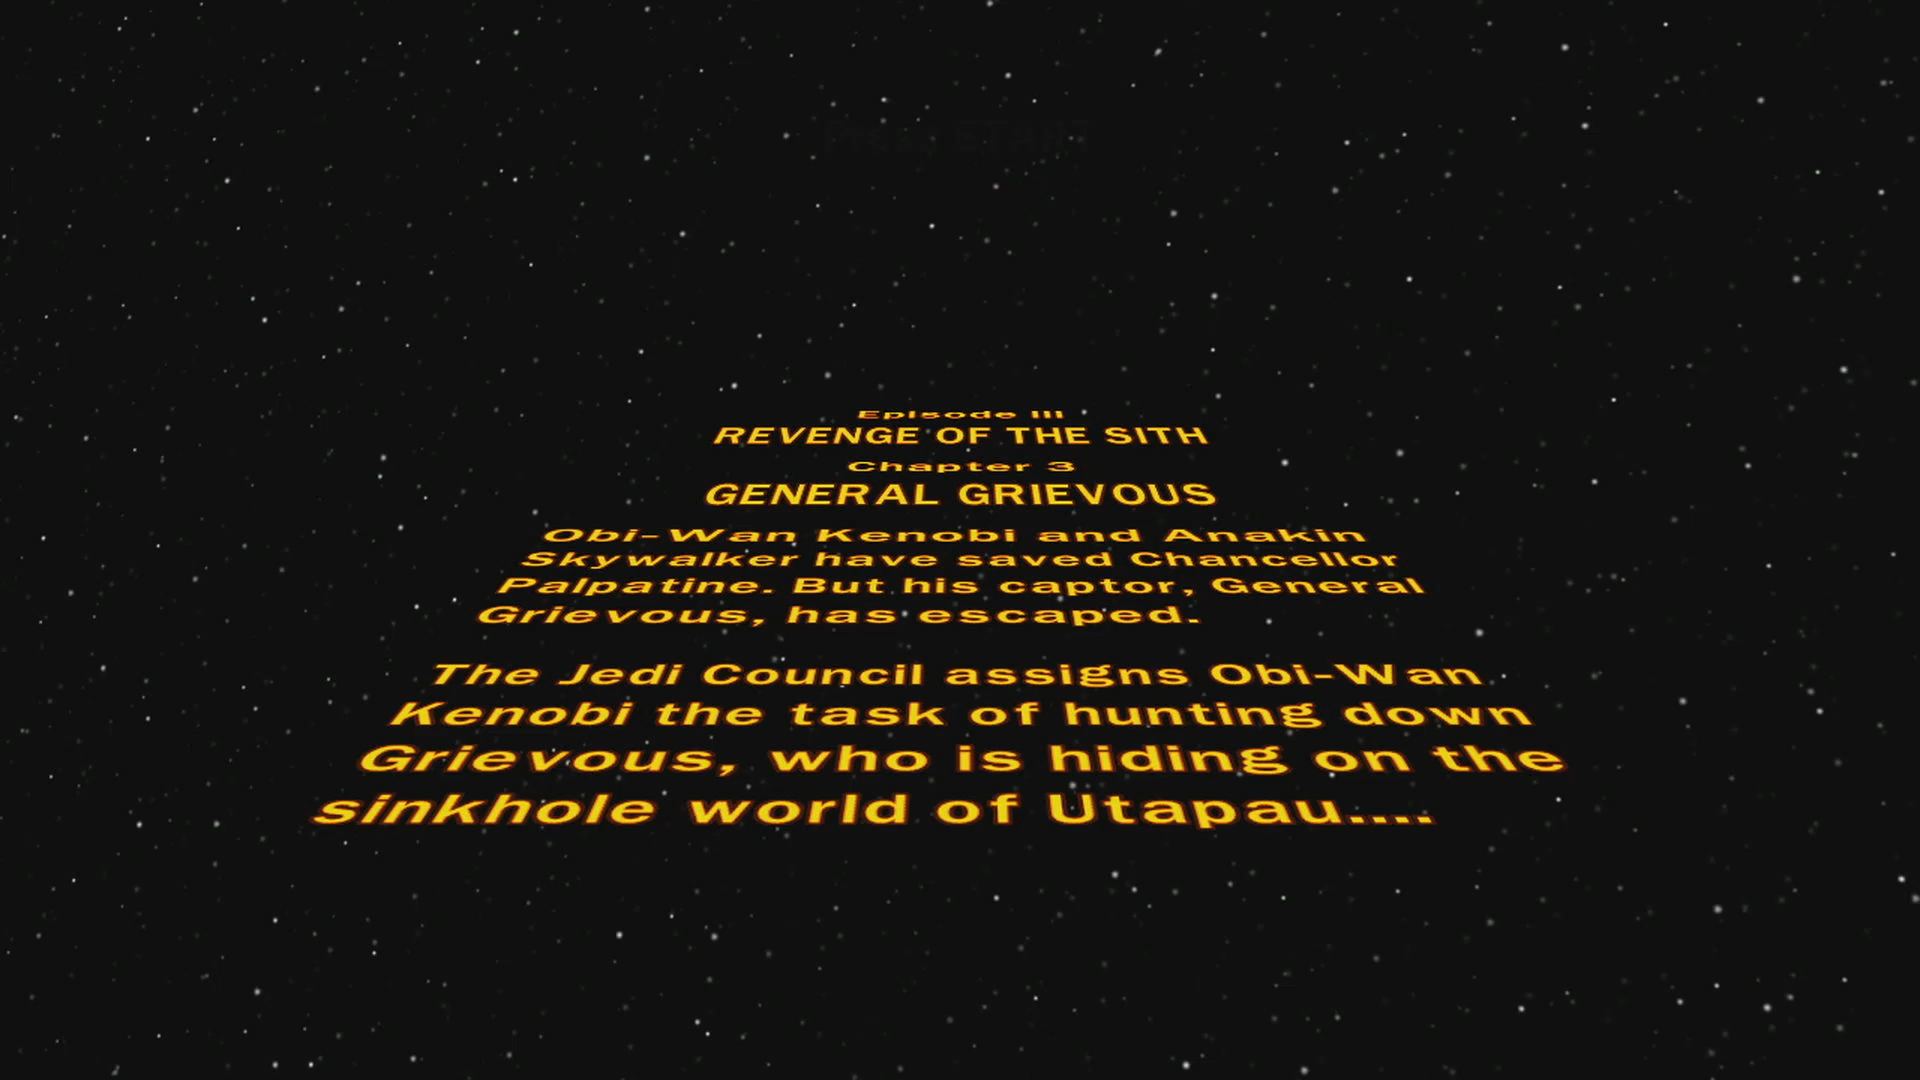 Press START
Episode III
REVENGE OF THE SITH
Chapter 3
GENERAL GRIEVOUS
Obi-Wan Kenobi and Anakin
Skywalker have saved Chancellor
Palpatine. But his captor, General
Grievous, has escaped.
The Jedi Council assigns Obi-Wan
Kenobi the task of hunting down
Grievous, who is hiding on the
sinkhole world of Utapau....